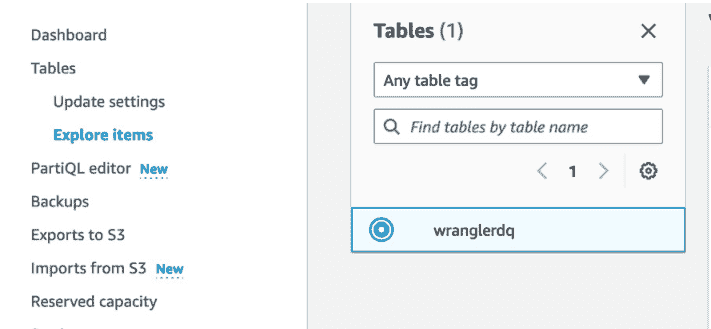 Dashboard
Tables
Update settings
Explore items
PartiQL editor New
Backups
Exports to S3
Imports from S3 New
Reserved capacity
Tables (1)
Any table tag
Find tables by table name
1
wranglerdq